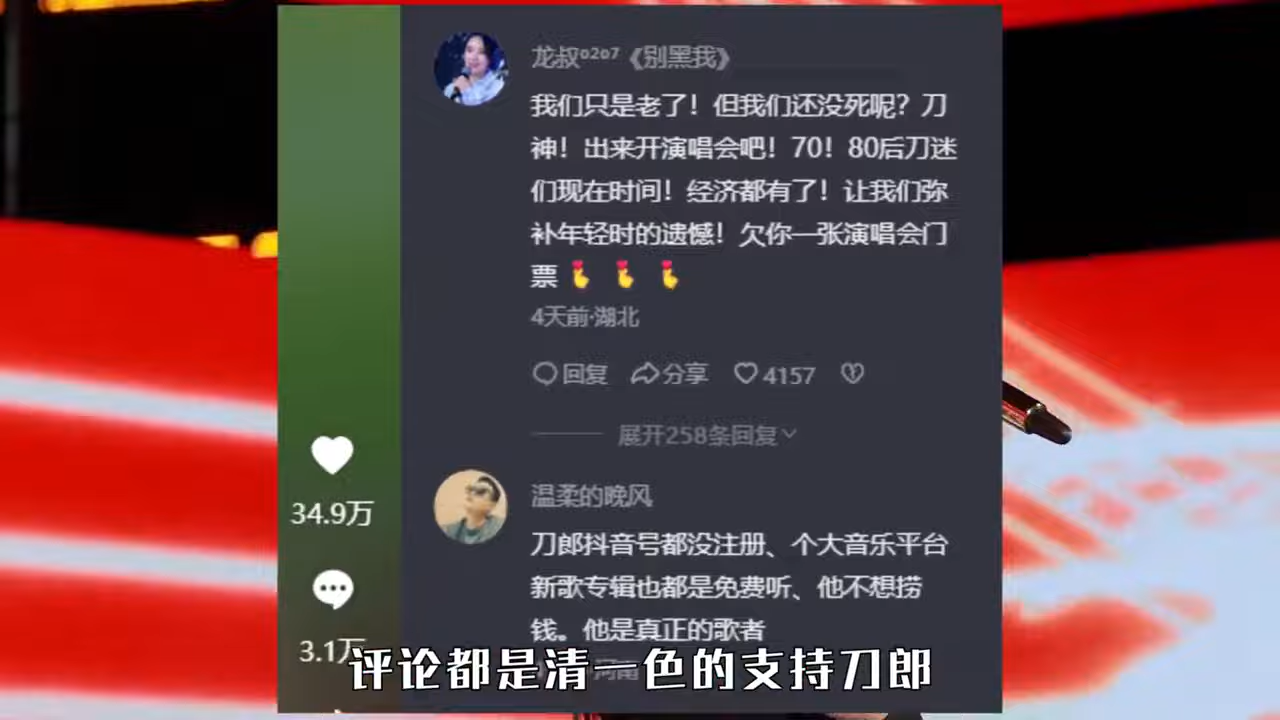 龙叔º²º⁷《别黑我》
我们只是老了！但我们还没死呢？刀
神！出来开演唱会吧！70！80后刀迷
们现在时间！经济都有了！让我们弥
补年轻时的遗憾！欠你一张演唱会门
票
4天前·湖北
回复 分享 4157
展开258条回复
温柔的晚风
刀郎抖音号都没注册、个大音乐平台
新歌专辑也都是免费听、他不想捞
钱。他是真正的歌者
34.9万
3.1万
河南
评论都是清一色的支持刀郎